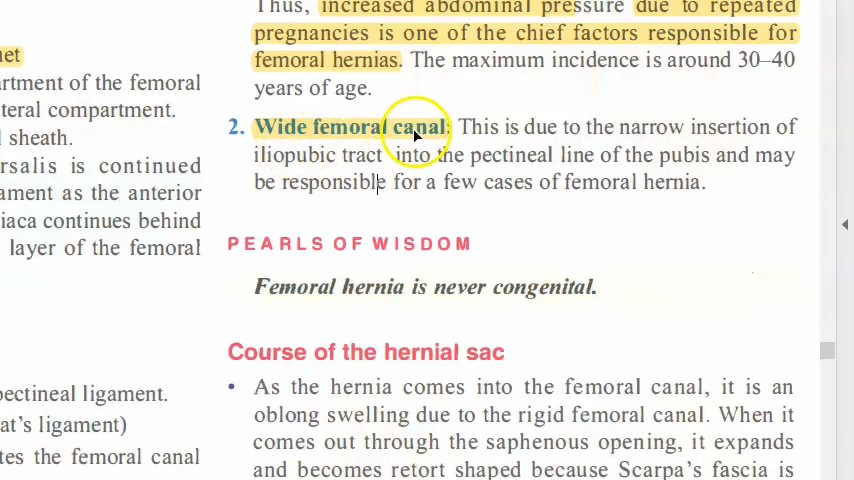 uet
artment of the femoral
teral compartment.
l sheath.
rsalis is continued
ament as the anterior
iaca continues behind
layer of the femoral
pectineal ligament.
at's ligament)
tes the femoral canal
Thus, increased abdominal pressure due to repeated
pregnancies is one of the chief factors responsible for
femoral hernias. The maximum incidence is around 30–40
years of age.
2. Wide femoral canal: This is due to the narrow insertion of
iliopubic tract into the pectineal line of the pubis and may
be responsible for a few cases of femoral hernia.
PEARLS OF WISDOM
Femoral hernia is never congenital.
Course of the hernial sac
• As the hernia comes into the femoral canal, it is an
oblong swelling due to the rigid femoral canal. When it
comes out through the saphenous opening, it expands
and becomes retort shaped because Scarpa's fascia is